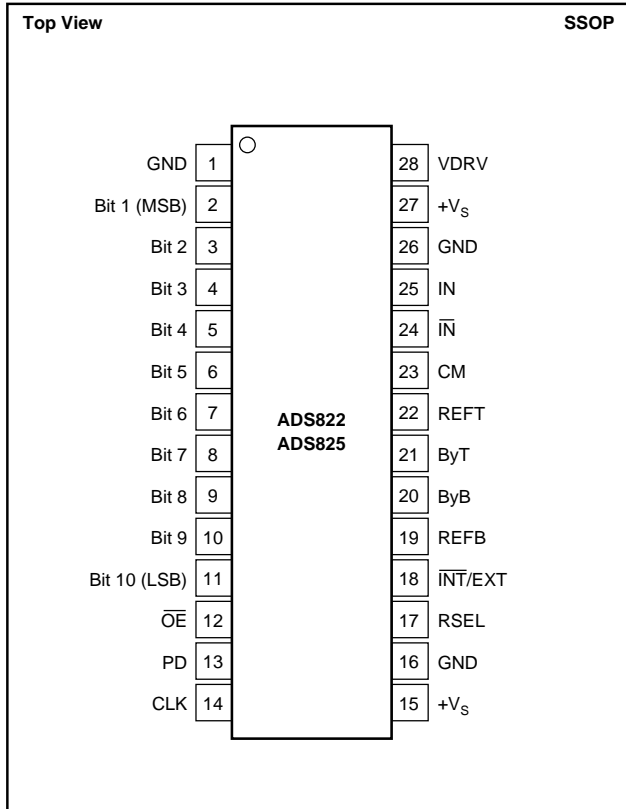 Top View SSOP
GND 1 28 VDRV
Bit 1 (MSB) 2 27 +VS
Bit 2 3 26 GND
Bit 3 4 25 IN
Bit 4 5 24 I̅N̅
Bit 5 6 23 CM
Bit 6 7 22 REFT
ADS822
ADS825
Bit 7 8 21 ByT
Bit 8 9 20 ByB
Bit 9 10 19 REFB
Bit 10 (LSB) 11 18 I̅N̅T̅/EXT
O̅E̅ 12 17 RSEL
PD 13 16 GND
CLK 14 15 +VS